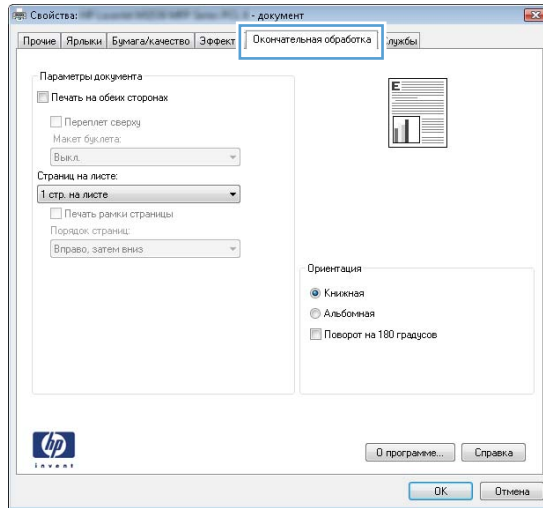 Свойства: - документ
Прочие Ярлыки Бумага/качество Эффект Окончательная обработка лужбы
Параметры документа
Печать на обеих сторонах
Переплет сверху
Макет буклета:
Выкл.
Страниц на листе:
1 стр. на листе
Печать рамки страницы
Порядок страниц:
Вправо, затем вниз
E
Ориентация
Книжная
Альбомная
Поворот на 180 градусов
hp
invent
О программе... Справка
OK Отмена